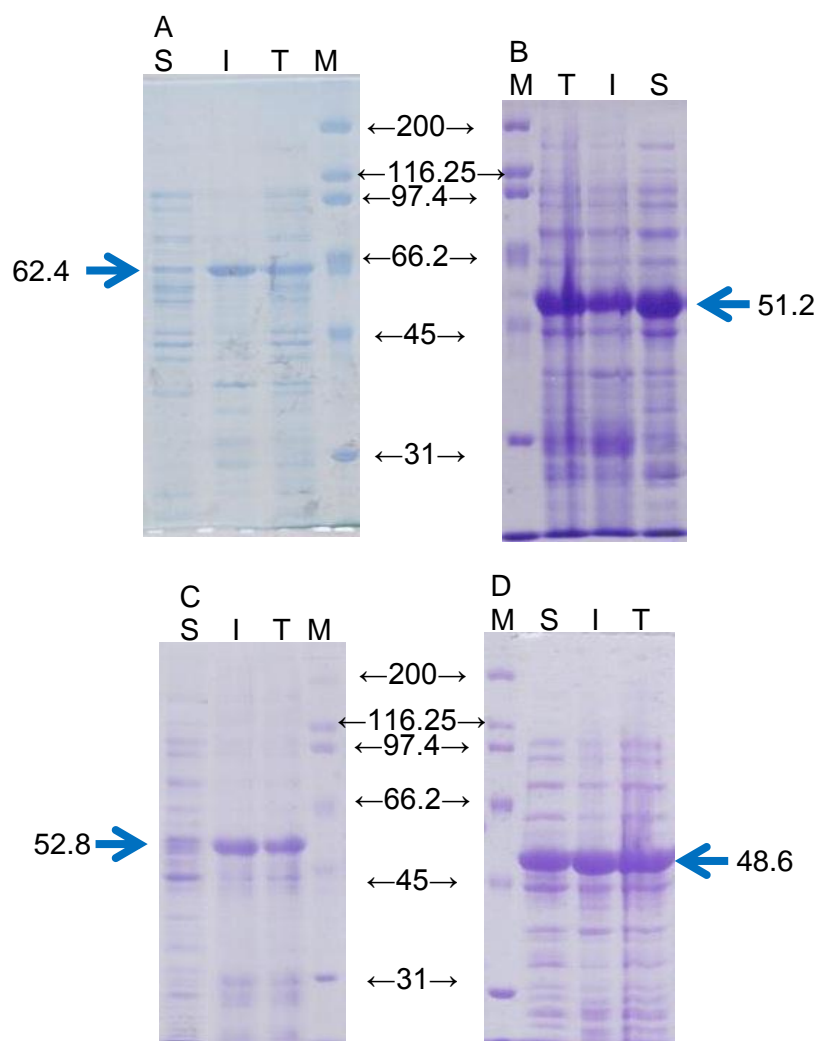 A
S I T M
B
M T I S
←200→
←116.25→
←97.4→
62.4
←66.2→
51.2
←45→
←31→
C
S I T M
D
M S I T
←200→
←116.25→
←97.4→
←66.2→
52.8
48.6
←45→
←31→